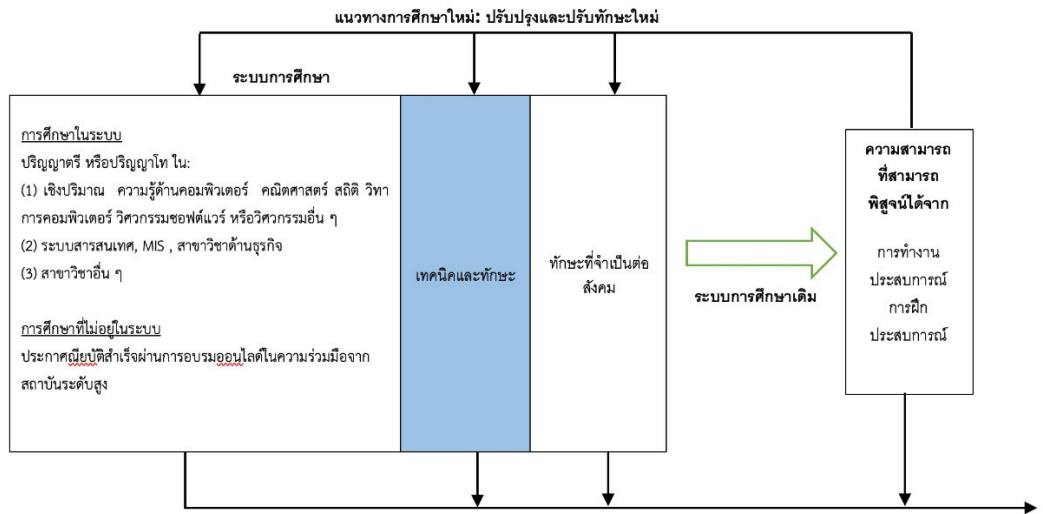 แนวทางการศึกษาใหม่: ปรับปรุงและปรับทักษะใหม่
ระบบการศึกษา
การศึกษาในระบบ
ปริญญาตรี หรือปริญญาโท ใน:
(1) เชิงปริมาณ ความรู้ด้านคอมพิวเตอร์ คณิตศาสตร์ สถิติ วิทา
การคอมพิวเตอร์ วิศวกรรมซอฟต์แวร์ หรือวิศวกรรมอื่น ๆ
(2) ระบบสารสนเทศ, MIS , สาขาวิชาด้านธุรกิจ
(3) สาขาวิชาอื่น ๆ
การศึกษาที่ไม่อยู่ในระบบ
ประกาศณียบัติสำเร็จผ่านการอบรมออนไลด์ในความร่วมมือจาก
สถาบันระดับสูง
เทคนิคและทักษะ
ทักษะที่จำเป็นต่อ
สังคม
ระบบการศึกษาเดิม
ความสามารถ
ที่สามารถ
พิสูจน์ได้จาก
การทำงาน
ประสบการณ์
การฝึก
ประสบการณ์